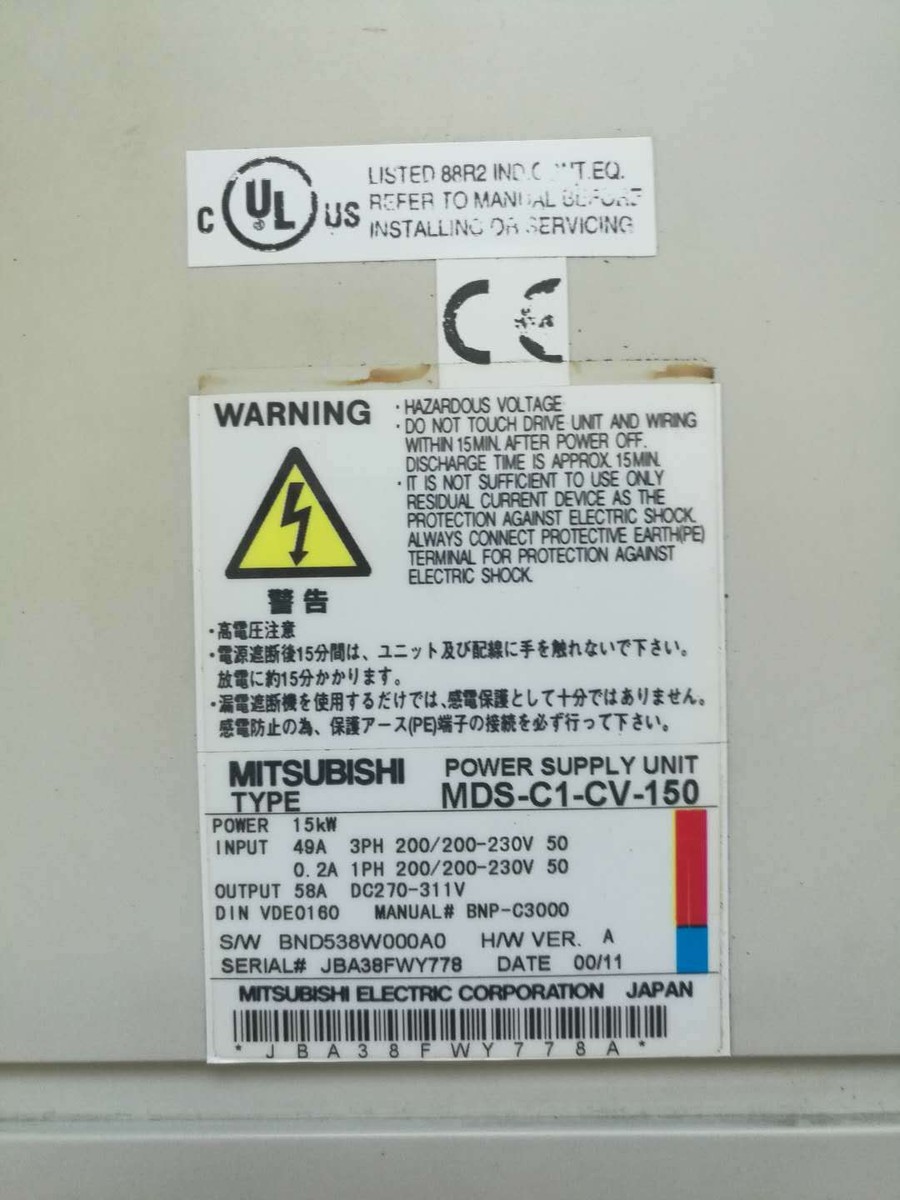 C UL ® US
LISTED 88R2 IND. EQ.
REFER TO MANUAL BEFORE
INSTALLING OR SERVICING
CE
WARNING
・HAZARDOUS VOLTAGE
・DO NOT TOUCH DRIVE UNIT AND WIRING
WITHIN 15MIN. AFTER POWER OFF.
DISCHARGE TIME IS APPROX. 15MIN.
・IT IS NOT SUFFICIENT TO USE ONLY
RESIDUAL CURRENT DEVICE AS THE
PROTECTION AGAINST ELECTRIC SHOCK.
ALWAYS CONNECT PROTECTIVE EARTH(PE)
TERMINAL FOR PROTECTION AGAINST
ELECTRIC SHOCK.
警告
・高電圧注意
・電源遮断後15分間は、ユニット及び配線に手を触れないで下さい。
放電に約15分かかります。
・漏電遮断機を使用するだけでは、感電保護として十分ではありません。
感電防止の為、保護アース(PE)端子の接続を必ず行って下さい。
MITSUBISHI POWER SUPPLY UNIT
TYPE MDS-C1-CV-150
POWER 15kW
INPUT 49A 3PH 200/200-230V 50
0.2A 1PH 200/200-230V 50
OUTPUT 58A DC270-311V
DIN VDE0160 MANUAL# BNP-C3000
S/W BND538W000A0 H/W VER. A
SERIAL# JBA38FWY778 DATE 00/11
MITSUBISHI ELECTRIC CORPORATION JAPAN
*JBA38FWY778A*